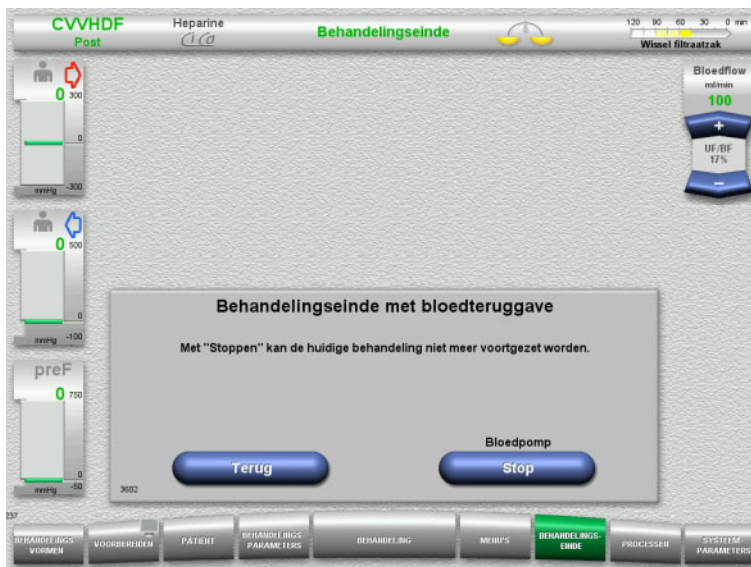 CVVHDF
Post
Heparine
Behandelingseinde
120 90 60 30 0 min
Wissel filtraatzak
0
300
0
mmHg -300
0
500
0
mmHg -100
preF
0
750
0
mmHg -50
Bloedflow
ml/min
100
+
UF/BF
17%
−
Behandelingseinde met bloedteruggave
Met "Stoppen" kan de huidige behandeling niet meer voortgezet worden.
Bloedpomp
Terug
Stop
3602
237
BEHANDELINGS-
VORMEN
VOORBEREIDEN
PATIENT
BEHANDELINGS
PARAMETERS
BEHANDELING
MENU'S
BEHANDELINGS-
EINDE
PROCESSEN
SYSTEEM
PARAMETERS